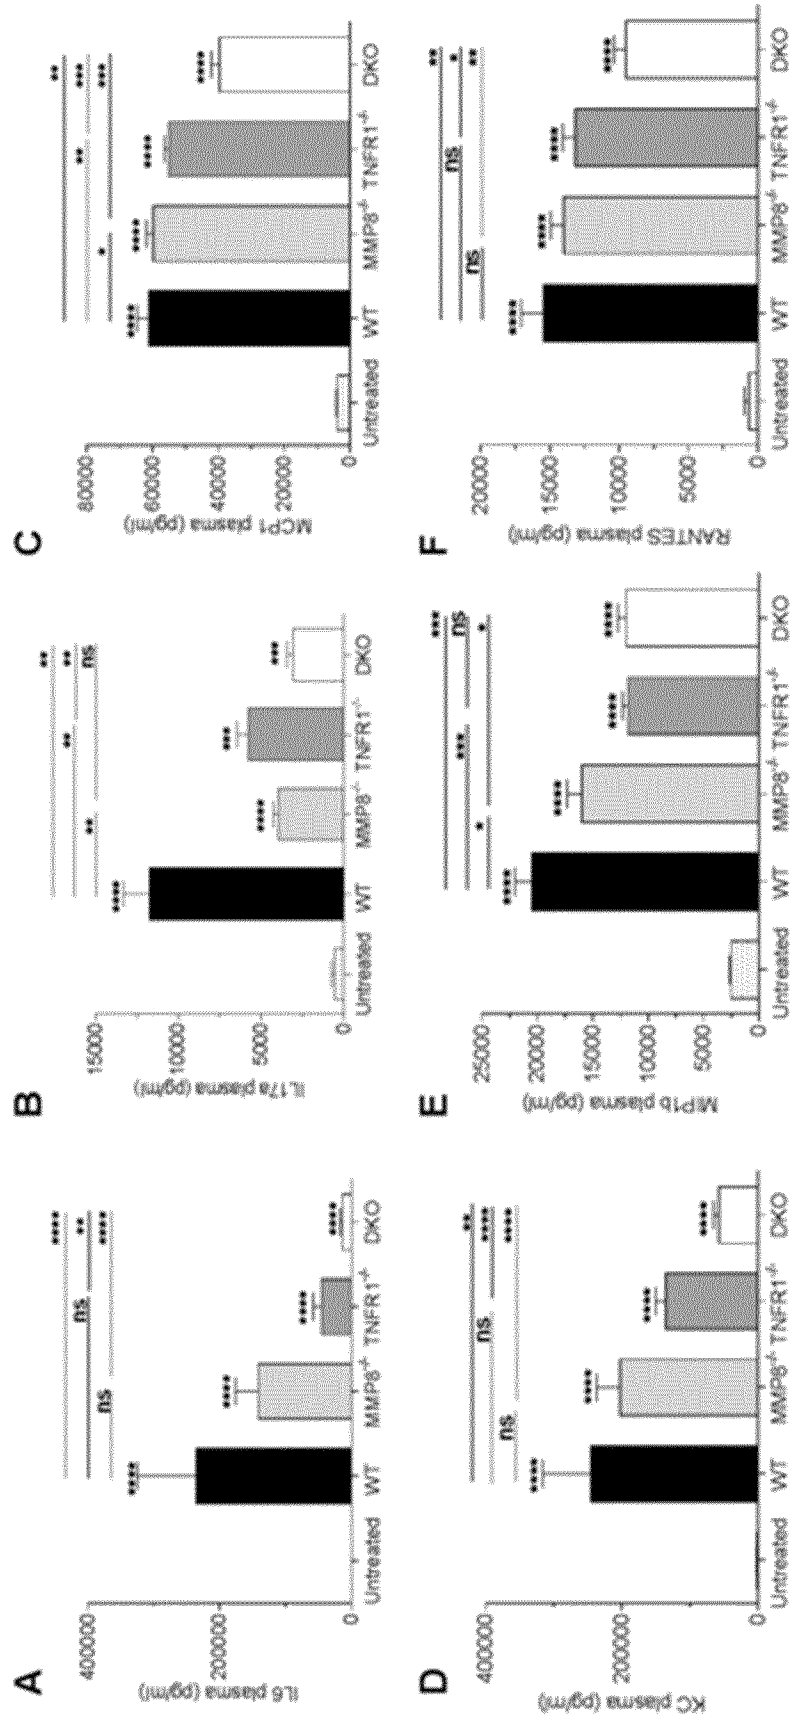 A
IL6 plasma (pg/ml)
400000
200000
0
**** ns **
ns ****
****
****
****
****
****
Untreated WT MMP8-/- TNFR1-/- DKO
B
IL17a plasma (pg/ml)
15000
10000
5000
0
**
** **
** ns
****
****
***
***
Untreated WT MMP8-/- TNFR1-/- DKO
C
MCP1 plasma (pg/ml)
80000
60000
40000
20000
0
**
** ***
* ***
****
****
****
****
Untreated WT MMP8-/- TNFR1-/- DKO
D
KC plasma (pg/ml)
400000
200000
0
**
ns ****
ns ****
****
****
****
****
Untreated WT MMP8-/- TNFR1-/- DKO
E
MIP1b plasma (pg/ml)
25000
20000
15000
10000
5000
0
***
*** ns
* *
****
****
****
****
Untreated WT MMP8-/- TNFR1-/- DKO
F
RANTES plasma (pg/ml)
20000
15000
10000
5000
0
**
ns *
ns **
****
****
****
****
Untreated WT MMP8-/- TNFR1-/- DKO